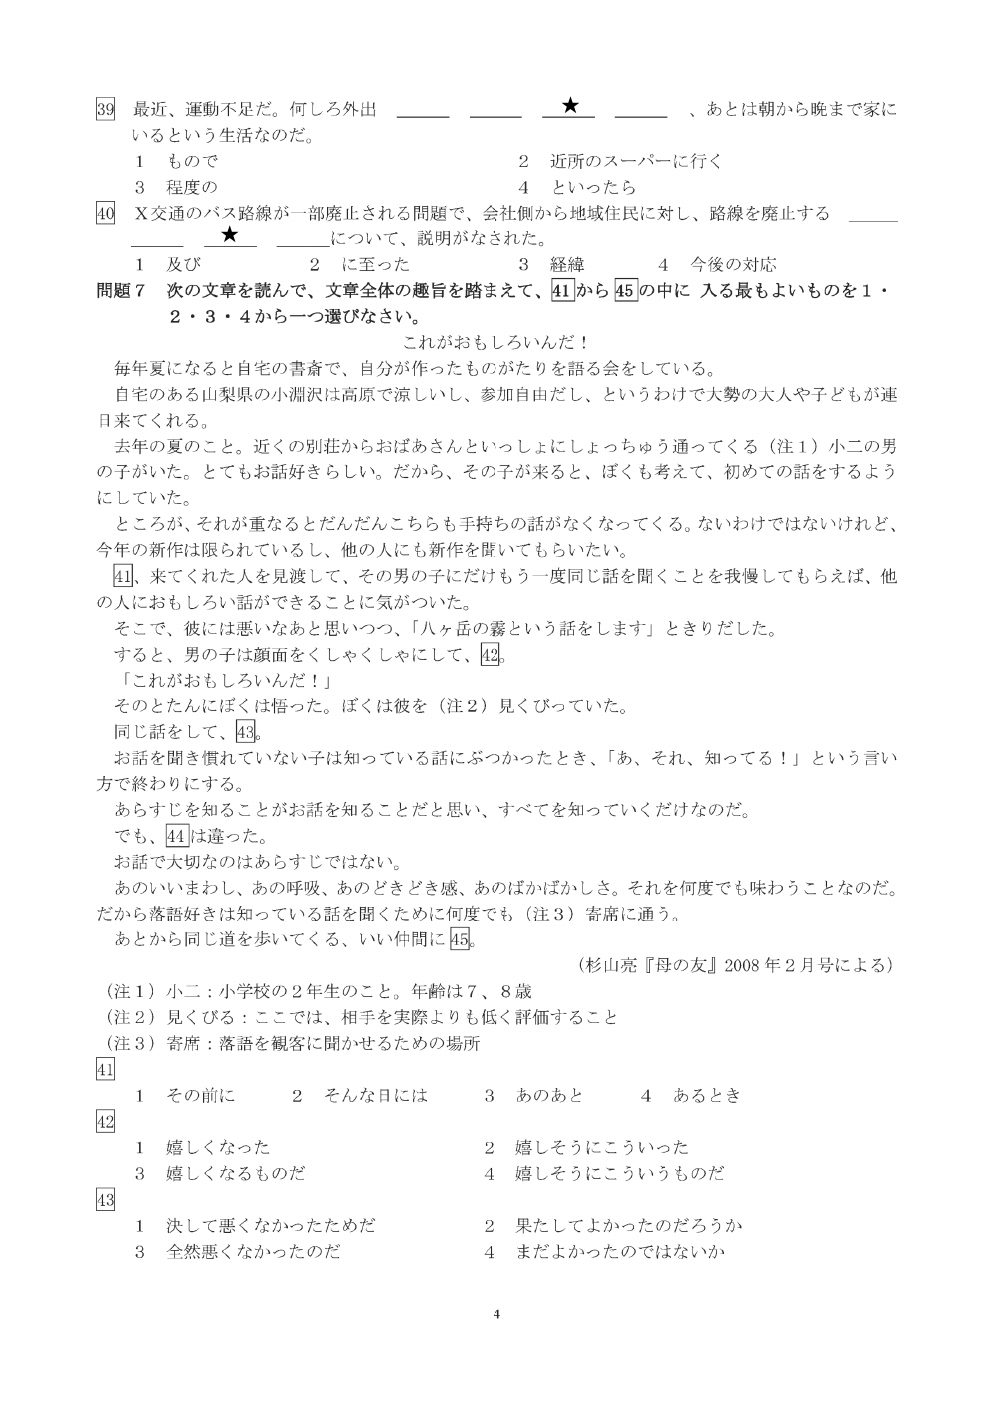 39 最近、運動不足だ。何しろ外出 ＿＿＿ ＿＿＿ ★ ＿＿＿ 、あとは朝から晩まで家に
いるという生活なのだ。
1 もので 2 近所のスーパーに行く
3 程度の 4 といったら
40 X交通のバス路線が一部廃止される問題で、会社側から地域住民に対し、路線を廃止する ＿＿＿
＿＿＿ ★ ＿＿＿について、説明がなされた。
1 及び 2 に至った 3 経緯 4 今後の対応
問題７ 次の文章を読んで、文章全体の趣旨を踏まえて、41から45の中に 入る最もよいものを１・
２・３・４から一つ選びなさい。
これがおもしろいんだ！
毎年夏になると自宅の書斎で、自分が作ったものがたりを語る会をしている。
自宅のある山梨県の小淵沢は高原で涼しいし、参加自由だし、というわけで大勢の大人や子どもが連
日来てくれる。
去年の夏のこと。近くの別荘からおばあさんといっしょにしょっちゅう通ってくる（注１）小二の男
の子がいた。とてもお話好きらしい。だから、その子が来ると、ぼくも考えて、初めての話をするよう
にしていた。
ところが、それが重なるとだんだんこちらも手持ちの話がなくなってくる。ないわけではないけれど、
今年の新作は限られているし、他の人にも新作を聞いてもらいたい。
41、来てくれた人を見渡して、その男の子にだけもう一度同じ話を聞くことを我慢してもらえば、他
の人におもしろい話ができることに気がついた。
そこで、彼には悪いなあと思いつつ、「八ヶ岳の霧という話をします」ときりだした。
すると、男の子は顔面をくしゃくしゃにして、42。
「これがおもしろいんだ！」
そのとたんにぼくは悟った。ぼくは彼を（注２）見くびっていた。
同じ話をして、43。
お話を聞き慣れていない子は知っている話にぶつかったとき、「あ、それ、知ってる！」という言い
方で終わりにする。
あらすじを知ることがお話を知ることだと思い、すべてを知っていくだけなのだ。
でも、44は違った。
お話で大切なのはあらすじではない。
あのいいまわし、あの呼吸、あのどきどき感、あのばかばかしさ。それを何度でも味わうことなのだ。
だから落語好きは知っている話を聞くために何度でも（注３）寄席に通う。
あとから同じ道を歩いてくる、いい仲間に45。
（杉山亮『母の友』2008 年２月号による）
（注１）小二：小学校の２年生のこと。年齢は７、８歳
（注２）見くびる：ここでは、相手を実際よりも低く評価すること
（注３）寄席：落語を観客に聞かせるための場所
41
1 その前に 2 そんな日には 3 あのあと 4 あるとき
42
1 嬉しくなった 2 嬉しそうにこういった
3 嬉しくなるものだ 4 嬉しそうにこういうものだ
43
1 決して悪くなかったためだ 2 果たしてよかったのだろうか
3 全然悪くなかったのだ 4 まだよかったのではないか
4